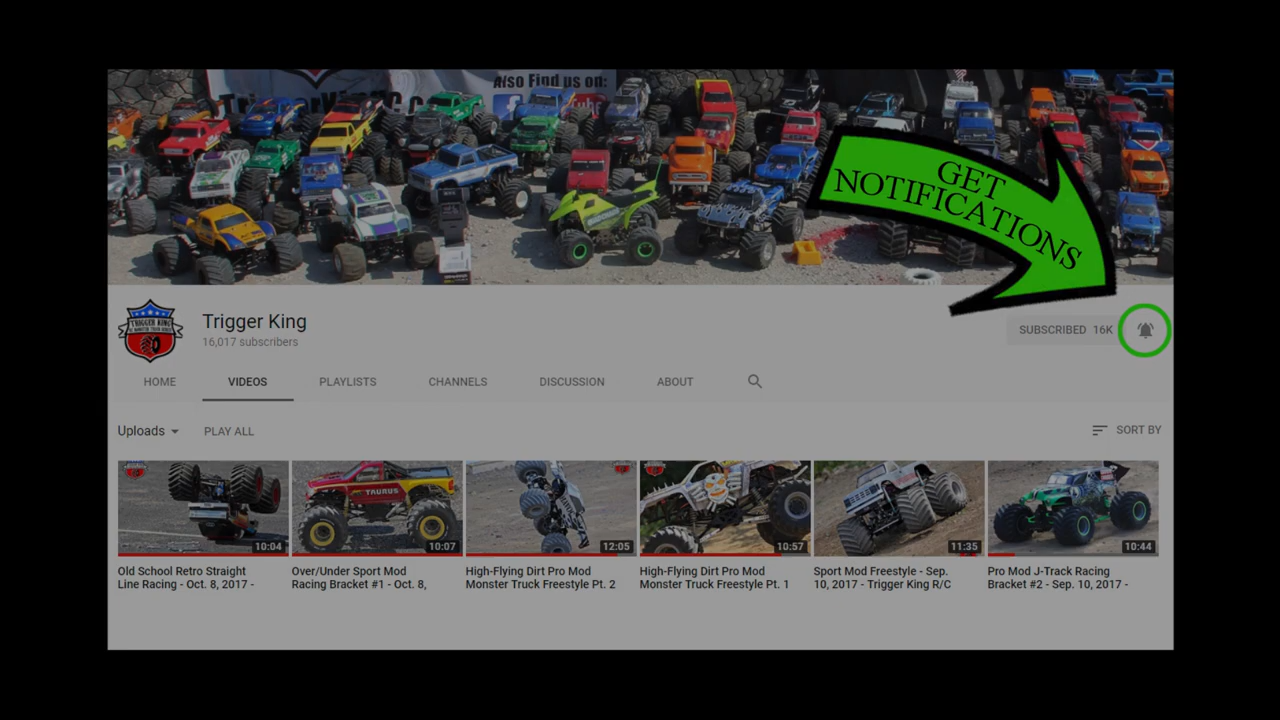 Also Find us on:
GET
NOTIFICATIONS
TRIGGER KING
Trigger King
16,017 subscribers
SUBSCRIBED 16K
HOME VIDEOS PLAYLISTS CHANNELS DISCUSSION ABOUT
Uploads PLAY ALL SORT BY
TAURUS
10:04 10:07 12:05 10:57 11:35 10:44
Old School Retro Straight
Line Racing - Oct. 8, 2017 -
Over/Under Sport Mod
Racing Bracket #1 - Oct. 8,
High-Flying Dirt Pro Mod
Monster Truck Freestyle Pt. 2
High-Flying Dirt Pro Mod
Monster Truck Freestyle Pt. 1
Sport Mod Freestyle - Sep.
10, 2017 - Trigger King R/C
Pro Mod J-Track Racing
Bracket #2 - Sep. 10, 2017 -